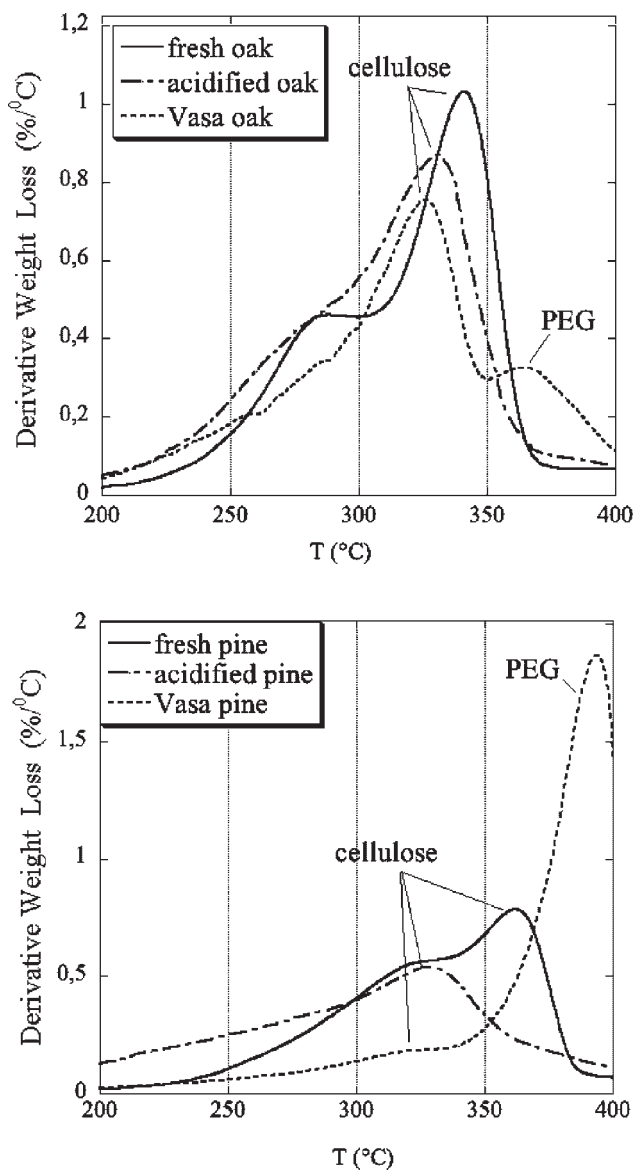 1,2
1
0,8
0,6
0,4
0,2
0
Derivative Weight Loss (%/⁰C)
fresh oak
acidified oak
Vasa oak
cellulose
PEG
200 250 300 350 400
T (°C)
2
1,5
1
0,5
0
Derivative Weight Loss (%/⁰C)
fresh pine
acidified pine
Vasa pine
PEG
cellulose
200 250 300 350 400
T (°C)